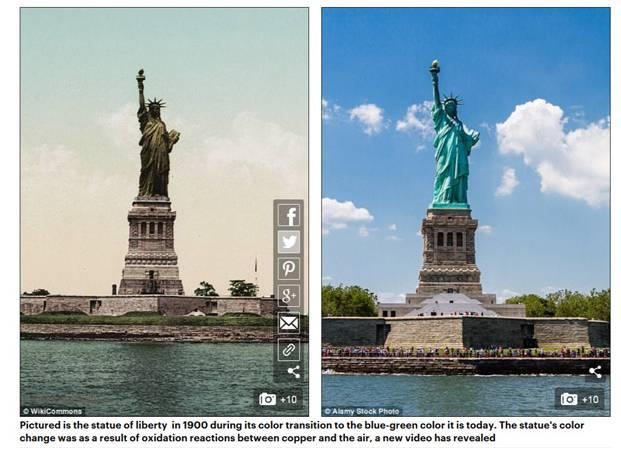 +10
+10
© WikiCommons
© Alamy Stock Photo
Pictured is the statue of liberty in 1900 during its color transition to the blue-green color it is today. The statue's color
change was as a result of oxidation reactions between copper and the air, a new video has revealed